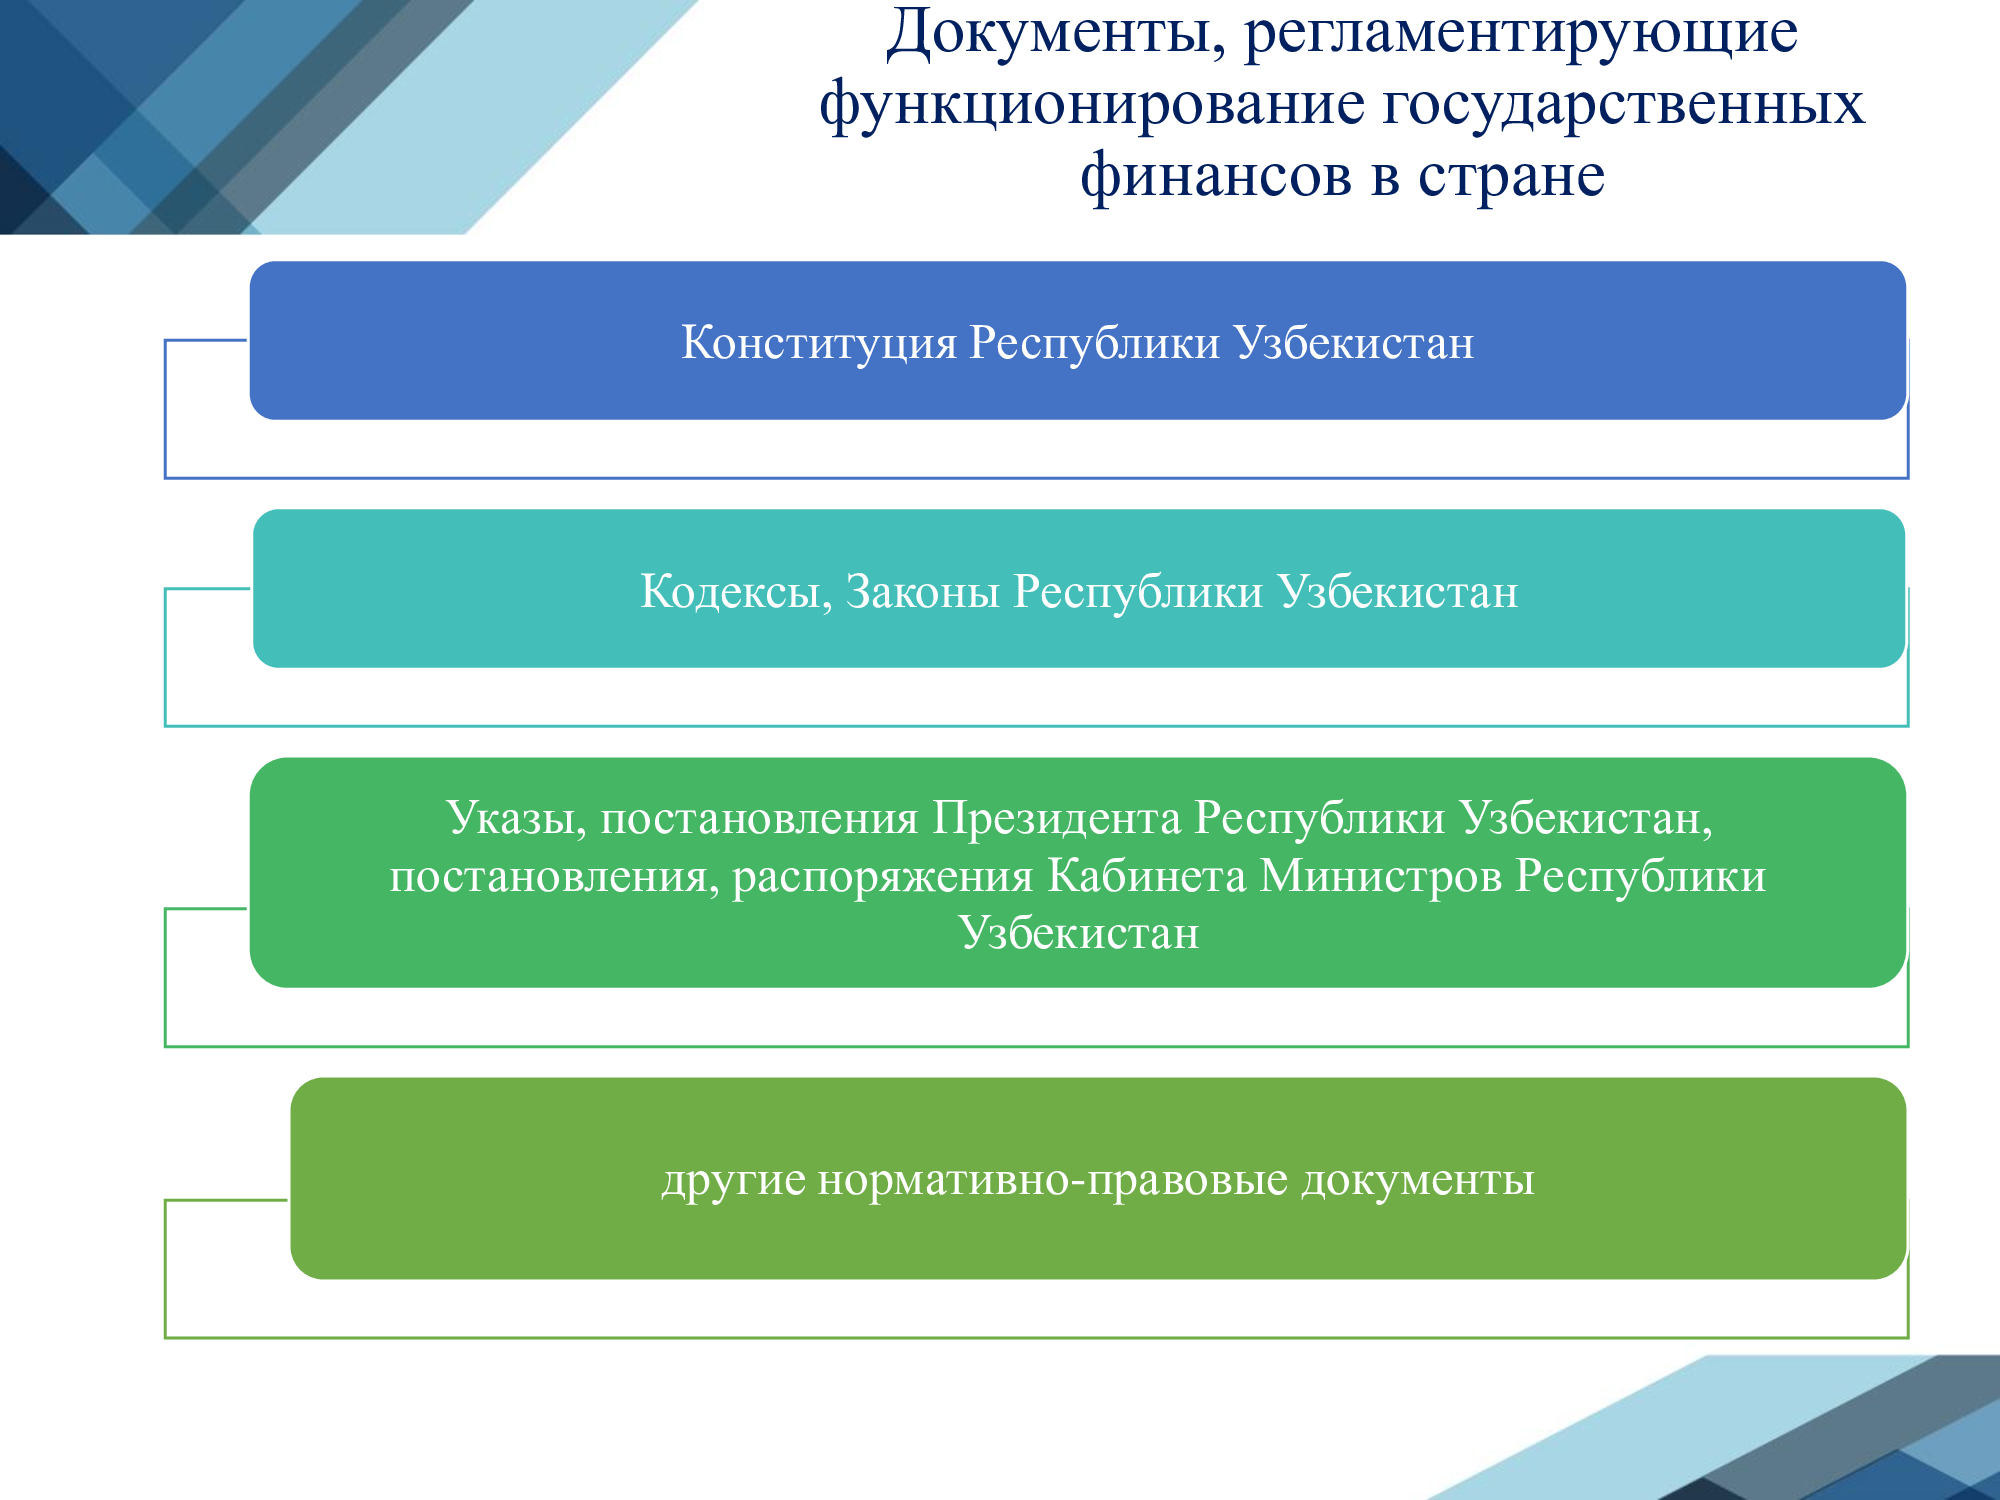 Документы, регламентирующие
функционирование государственных
финансов в стране
Конституция Республики Узбекистан
Кодексы, Законы Республики Узбекистан
Указы, постановления Президента Республики Узбекистан,
постановления, распоряжения Кабинета Министров Республики
Узбекистан
другие нормативно-правовые документы